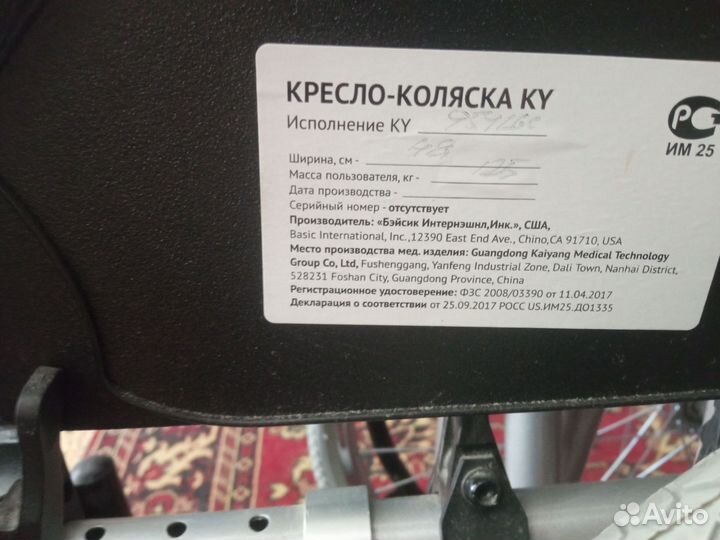 КРЕСЛО-КОЛЯСКА KY
Исполнение KY 954LGC
Ширина, см - 48
Масса пользователя, кг - 125
Дата производства -
Серийный номер - отсутствует
Производитель: «Бэйсик Интернэшнл,Инк.», США,
Basic International, Inc.,12390 East End Ave., Chino,CA 91710, USA
Место производства мед. изделия: Guangdong Kaiyang Medical Technology
Group Co, Ltd, Fushenggang, Yanfeng Industrial Zone, Dali Town, Nanhai District,
528231 Foshan City, Guangdong Province, China
Регистрационное удостоверение: ФЗС 2008/03390 от 11.04.2017
Декларация о соответствии от 25.09.2017 РОСС US.ИМ25.ДО1335
РСТ
ИМ 25
Avito